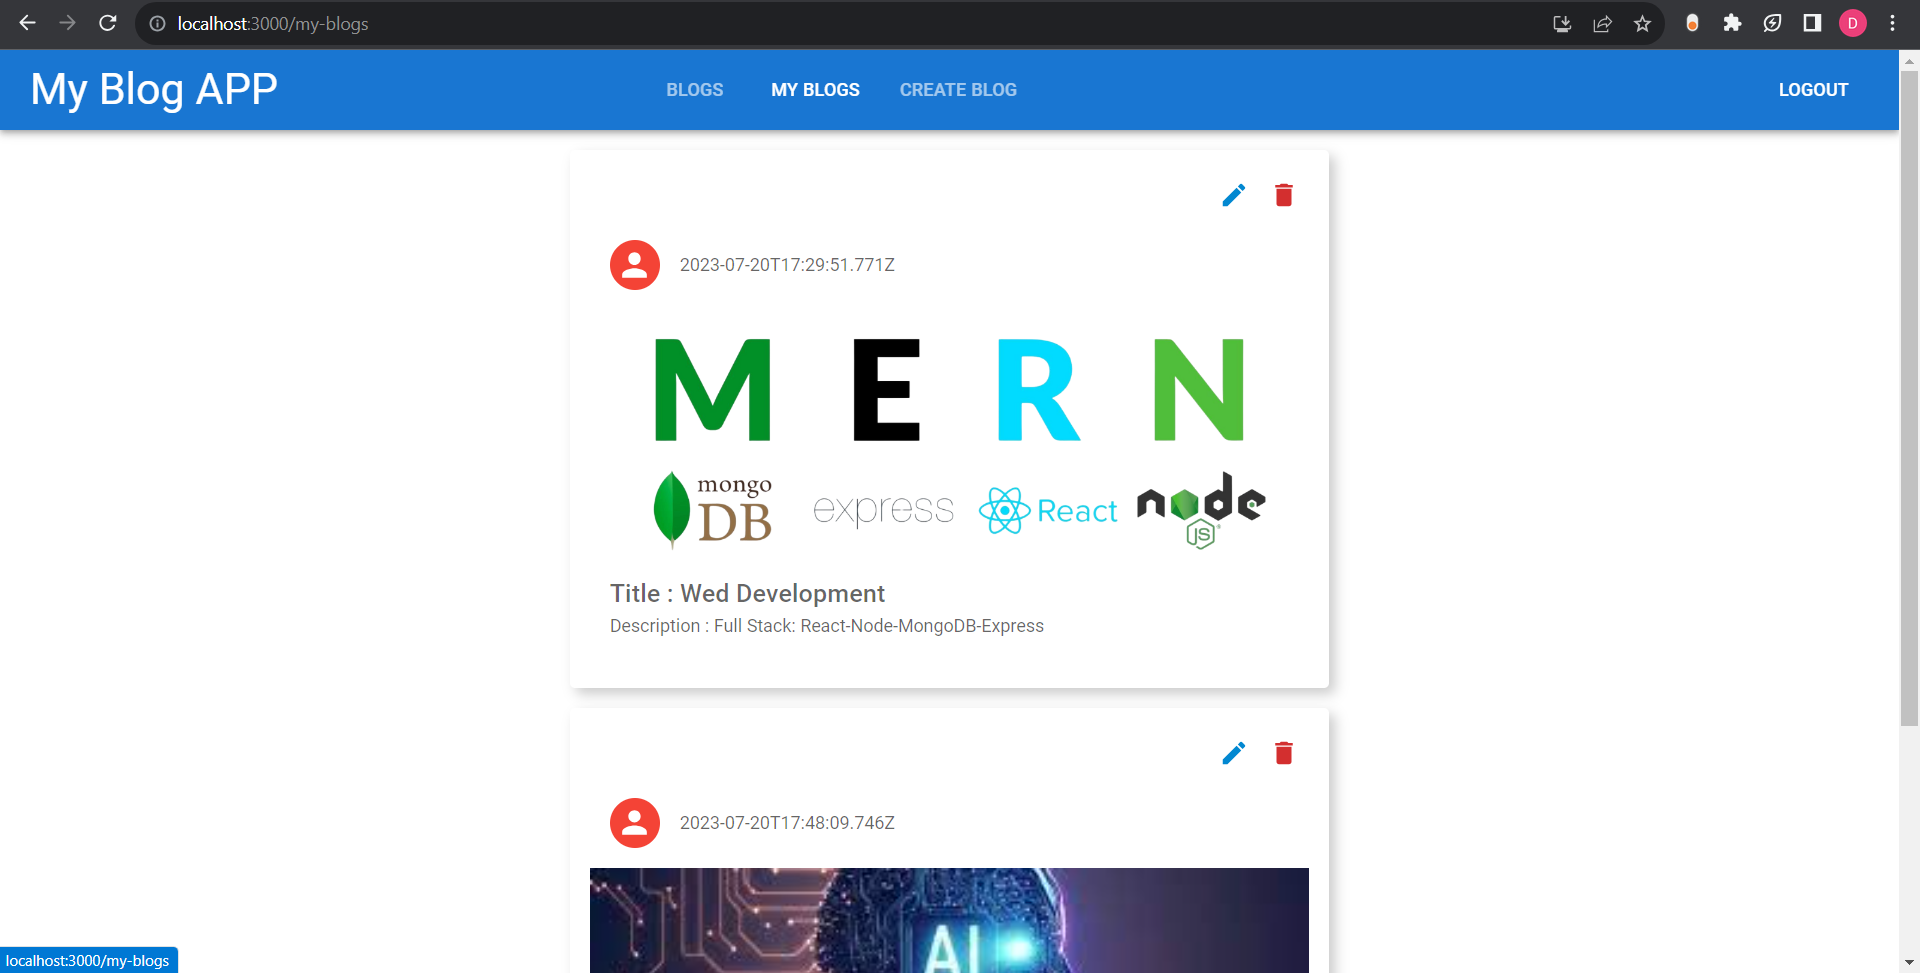 localhost:3000/my-blogs
D
My Blog APP
BLOGS
MY BLOGS
CREATE BLOG
LOGOUT
2023-07-20T17:29:51.771Z
M E R N
mongo
DB
express
React
node
JS
Title : Wed Development
Description : Full Stack: React-Node-MongoDB-Express
2023-07-20T17:48:09.746Z
AI
localhost:3000/my-blogs